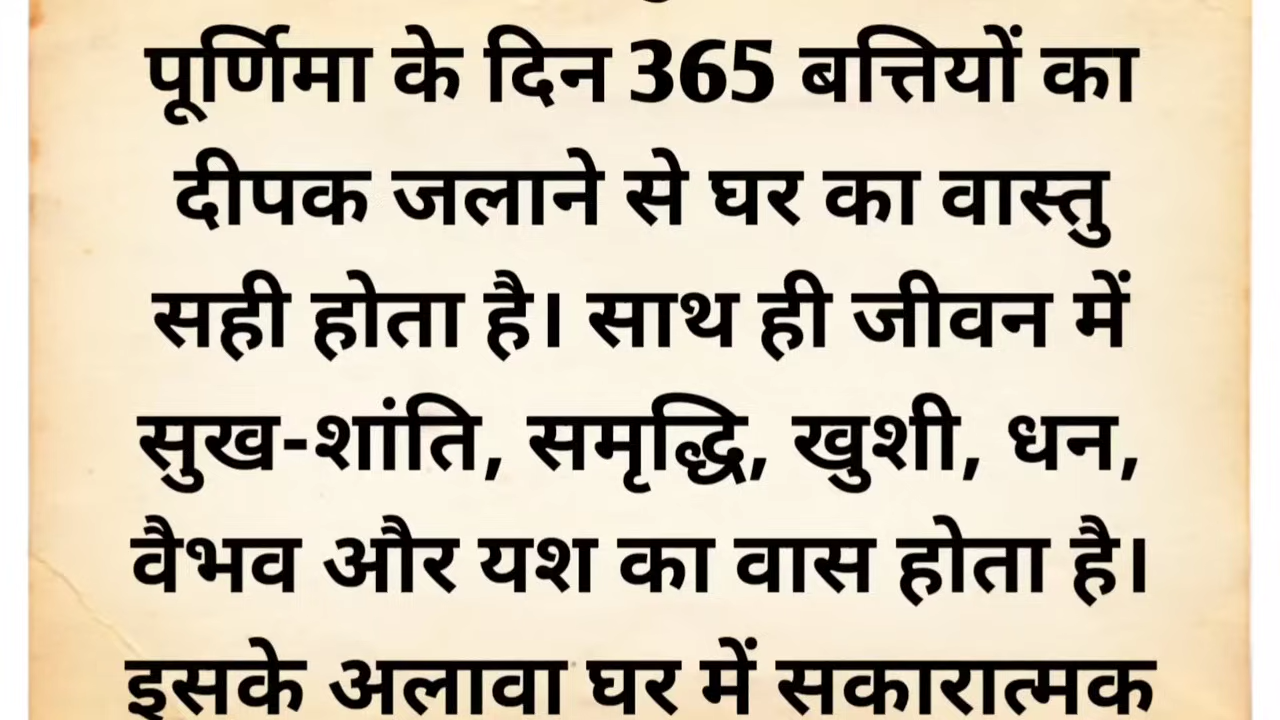 पूर्णिमा के दिन 365 बत्तियों का
दीपक जलाने से घर का वास्तु
सही होता है। साथ ही जीवन में
सुख-शांति, समृद्धि, खुशी, धन,
वैभव और यश का वास होता है।
इसके अलावा घर में सकारात्मक